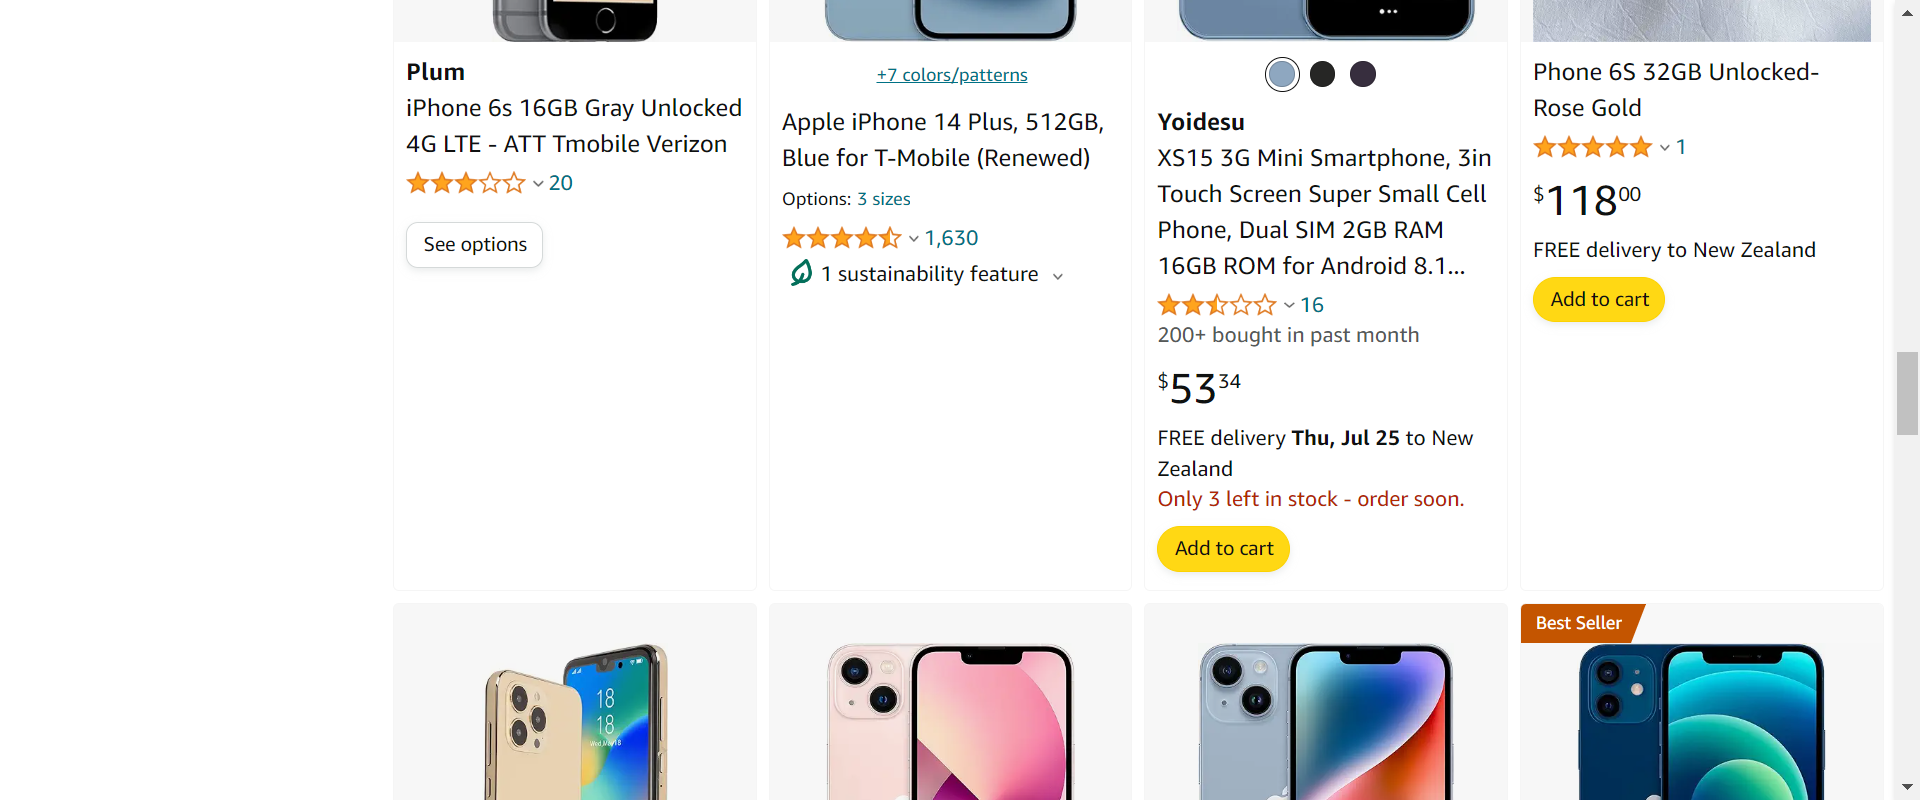 Plum
iPhone 6s 16GB Gray Unlocked
4G LTE - ATT Tmobile Verizon
20
See options
+7 colors/patterns
Apple iPhone 14 Plus, 512GB,
Blue for T-Mobile (Renewed)
Options: 3 sizes
1,630
1 sustainability feature
Yoidesu
XS15 3G Mini Smartphone, 3in
Touch Screen Super Small Cell
Phone, Dual SIM 2GB RAM
16GB ROM for Android 8.1...
16
200+ bought in past month
$53 34
FREE delivery Thu, Jul 25 to New
Zealand
Only 3 left in stock - order soon.
Add to cart
Phone 6S 32GB Unlocked-
Rose Gold
1
$118 00
FREE delivery to New Zealand
Add to cart
18
18
Wed,May18
Best Seller